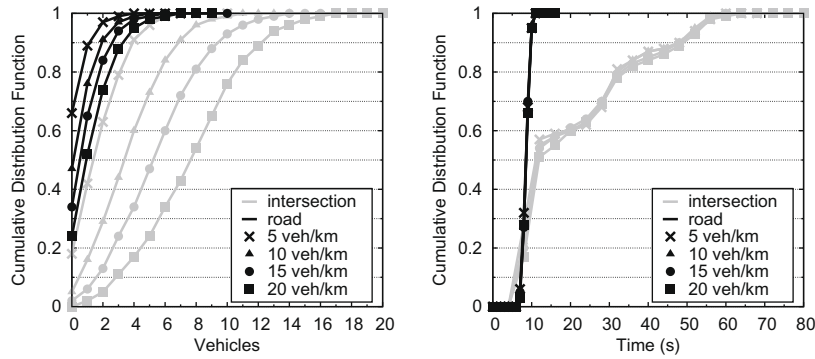 Cumulative Distribution Function
1
0.8
0.6
0.4
0.2
0
0 2 4 6 8 10 12 14 16 18 20
Vehicles
intersection
road
5 veh/km
10 veh/km
15 veh/km
20 veh/km
Cumulative Distribution Function
1
0.8
0.6
0.4
0.2
0
0 10 20 30 40 50 60 70 80
Time (s)
intersection
road
5 veh/km
10 veh/km
15 veh/km
20 veh/km